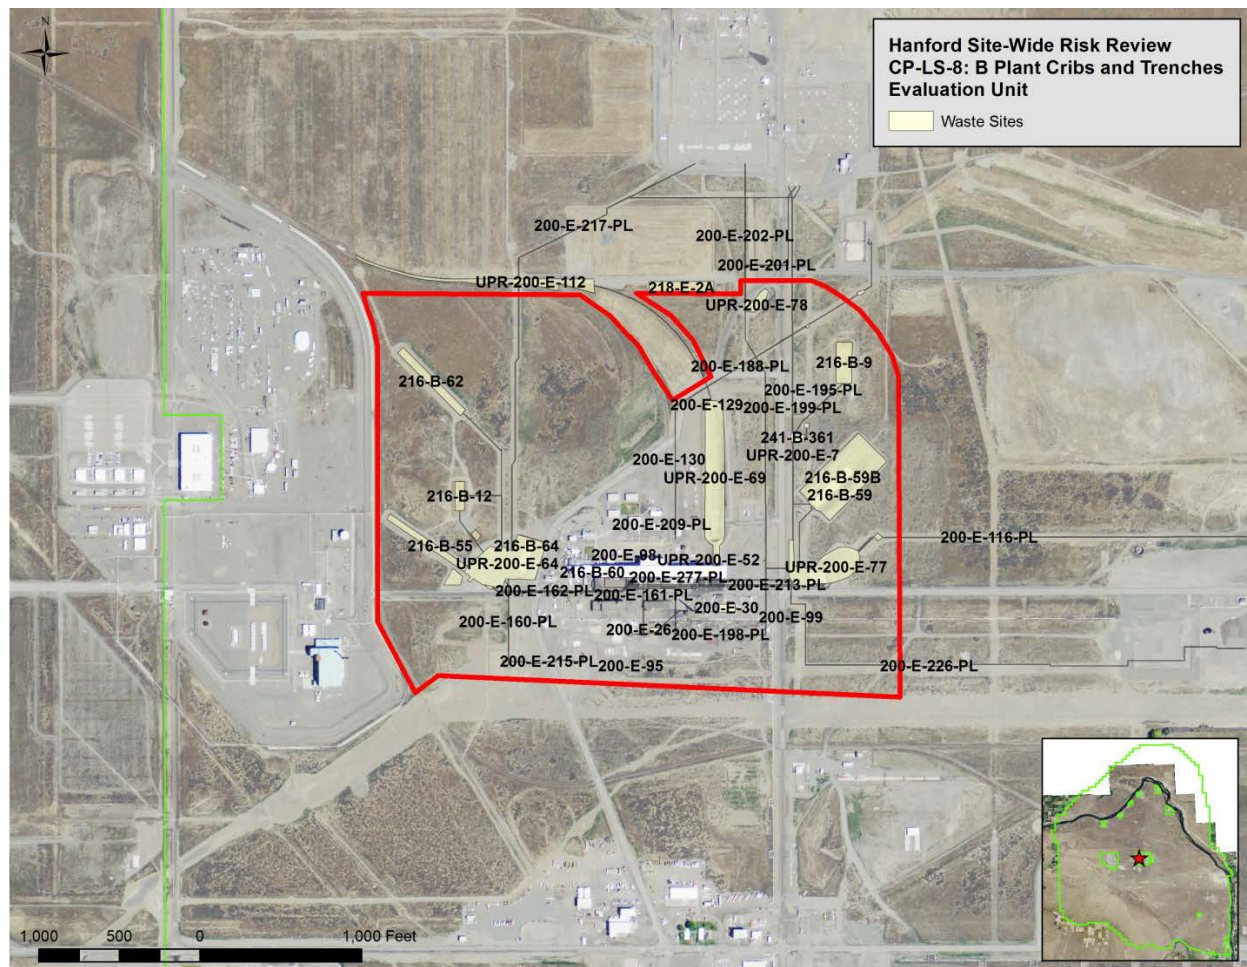 N
Hanford Site-Wide Risk Review
CP-LS-8: B Plant Cribs and Trenches
Evaluation Unit
Waste Sites
200-E-217-PL
200-E-202-PL
200-E-201-PL
UPR-200-E-112
218-E-2A
UPR-200-E-78
200-E-188-PL
216-B-9
216-B-62
200-E-195-PL
200-E-129
200-E-199-PL
241-B-361
UPR-200-E-7
200-E-130
UPR-200-E-69
216-B-59B
216-B-59
216-B-12
200-E-209-PL
200-E-116-PL
216-B-55
216-B-64
200-E-98
UPR-200-E-52
UPR-200-E-64
216-B-60
200-E-277-PL
UPR-200-E-77
200-E-213-PL
200-E-162-PL
200-E-161-PL
200-E-30
200-E-99
200-E-160-PL
200-E-26
200-E-198-PL
200-E-215-PL
200-E-95
200-E-226-PL
1,000 500 0 1,000 Feet